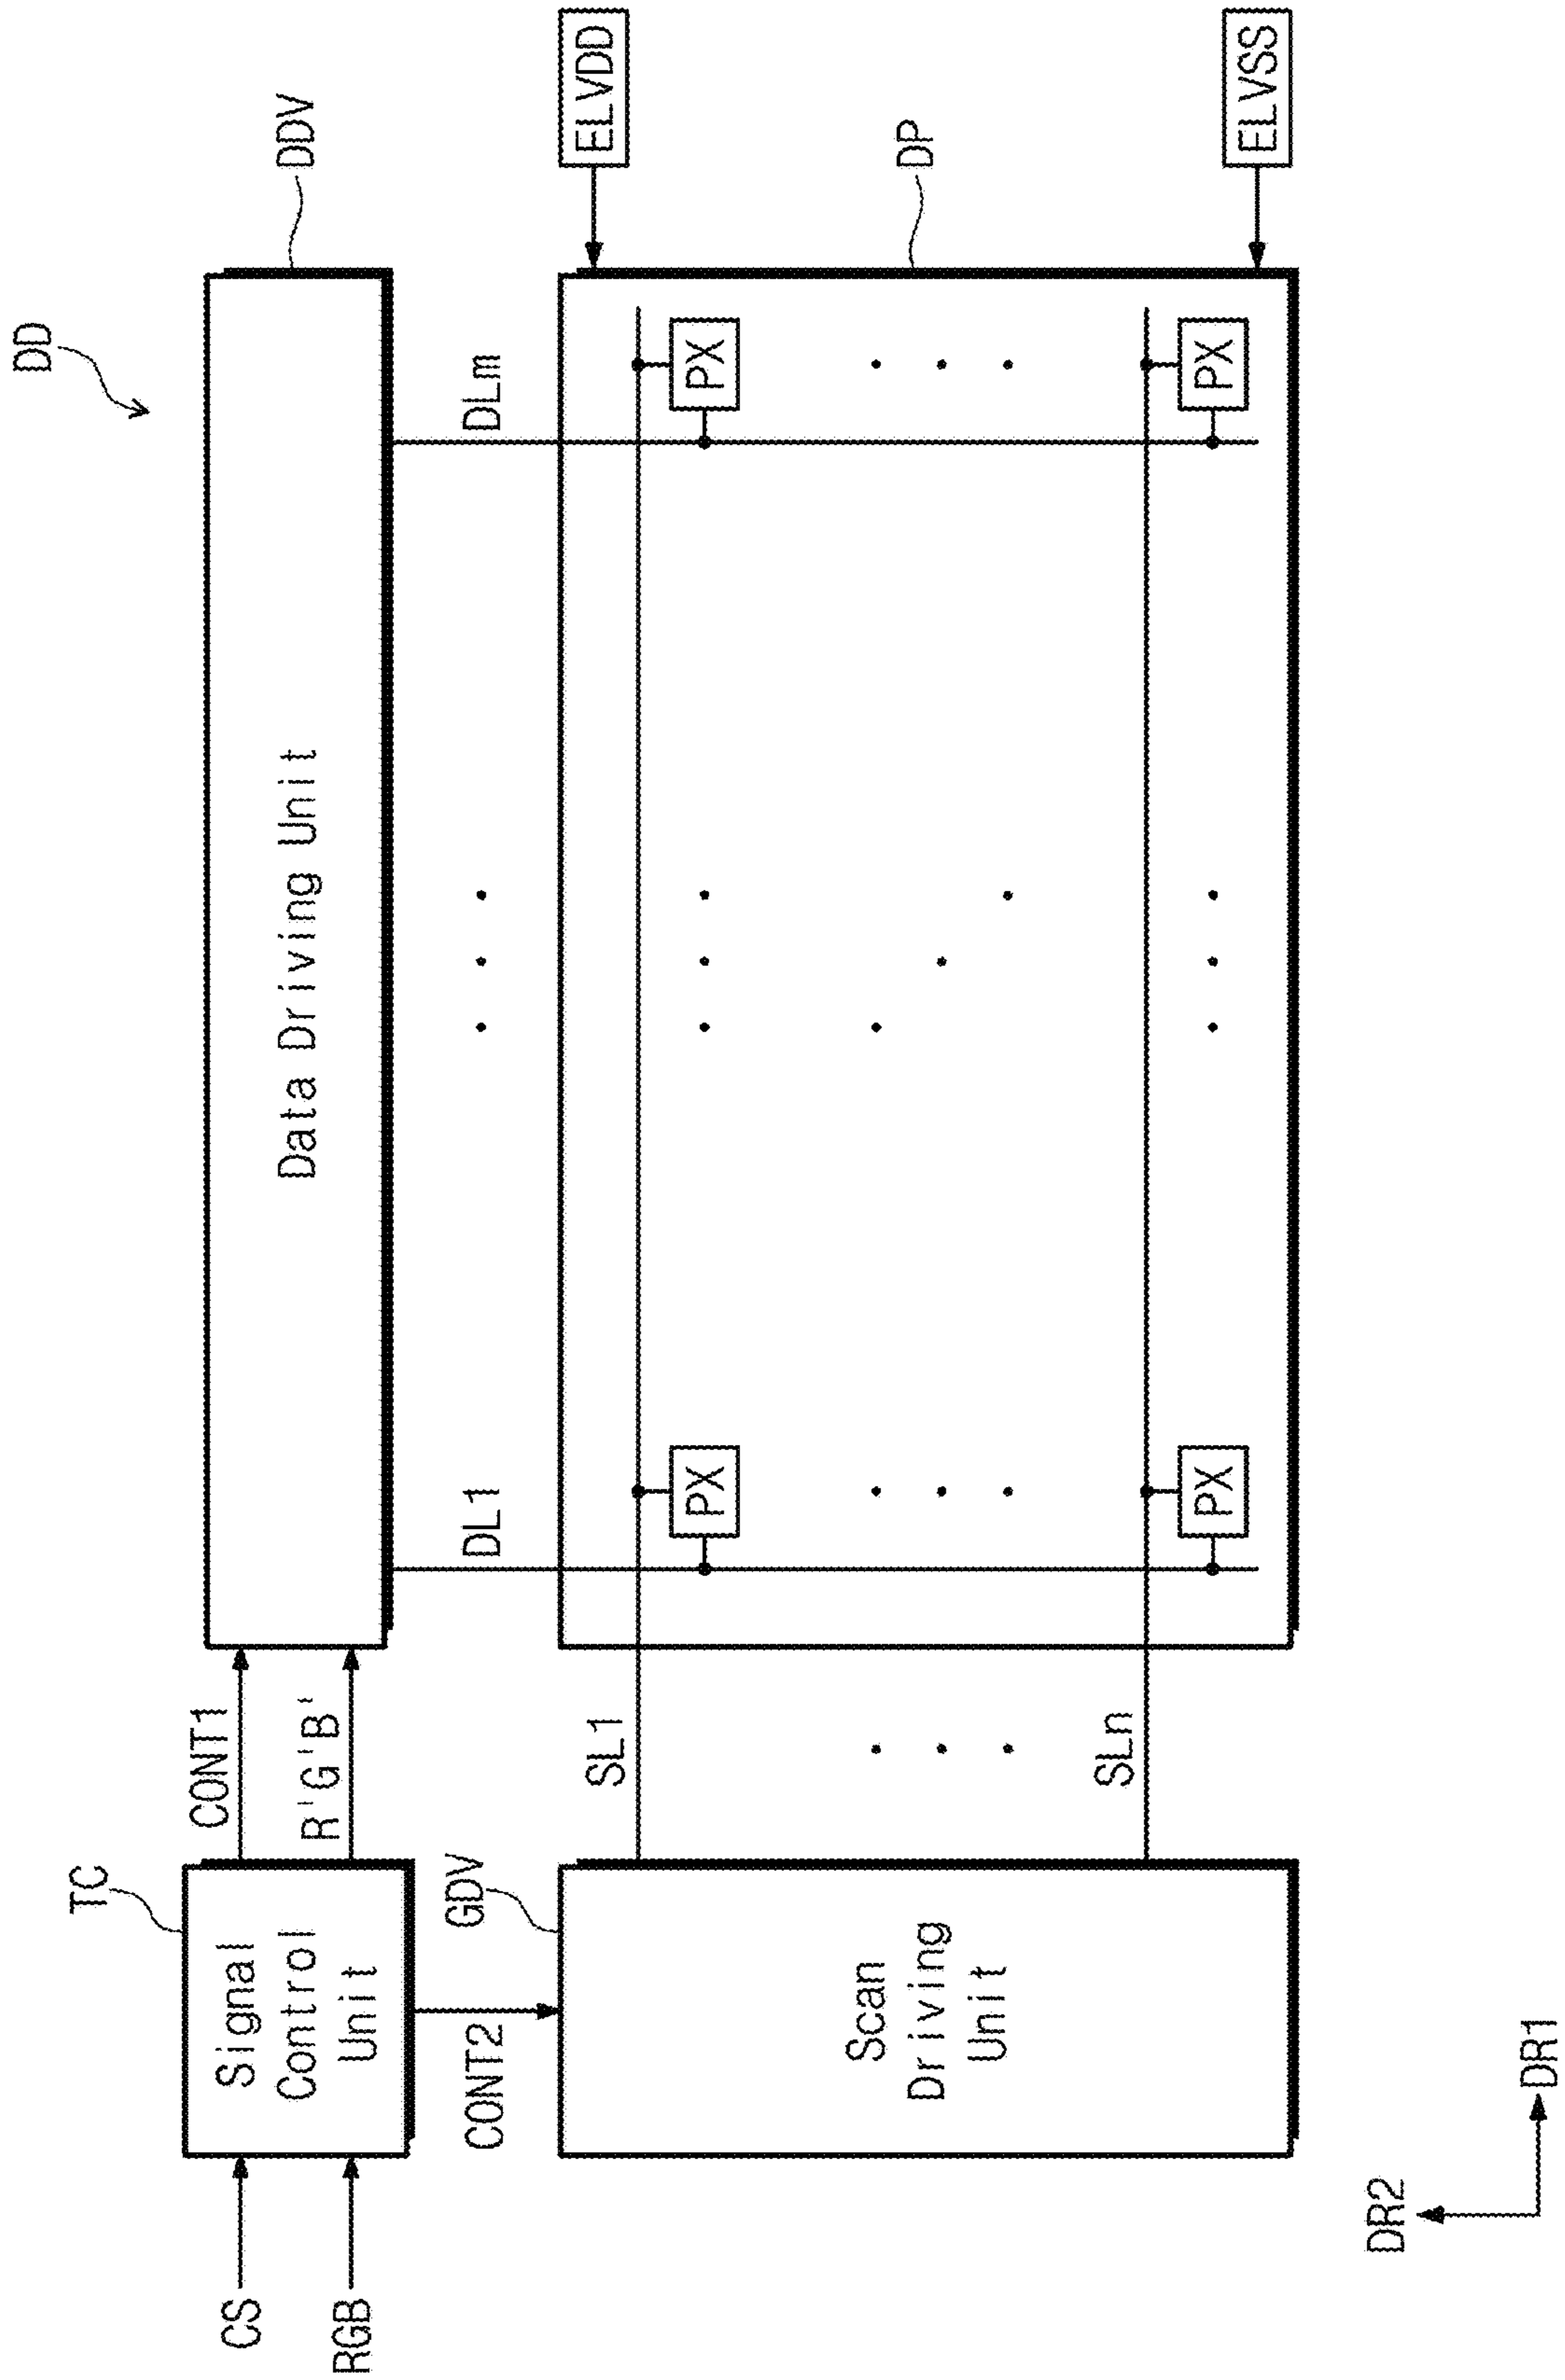 DD
TC
CONT1
DDV
CS
Signal
Control
Unit
Data Driving Unit
RGB
R'G'B'
CONT2
DL1
DLm
GDV
SL1
ELVDD
PX
PX
Scan
Driving
Unit
DP
SLn
PX
PX
ELVSS
DR2
DR1